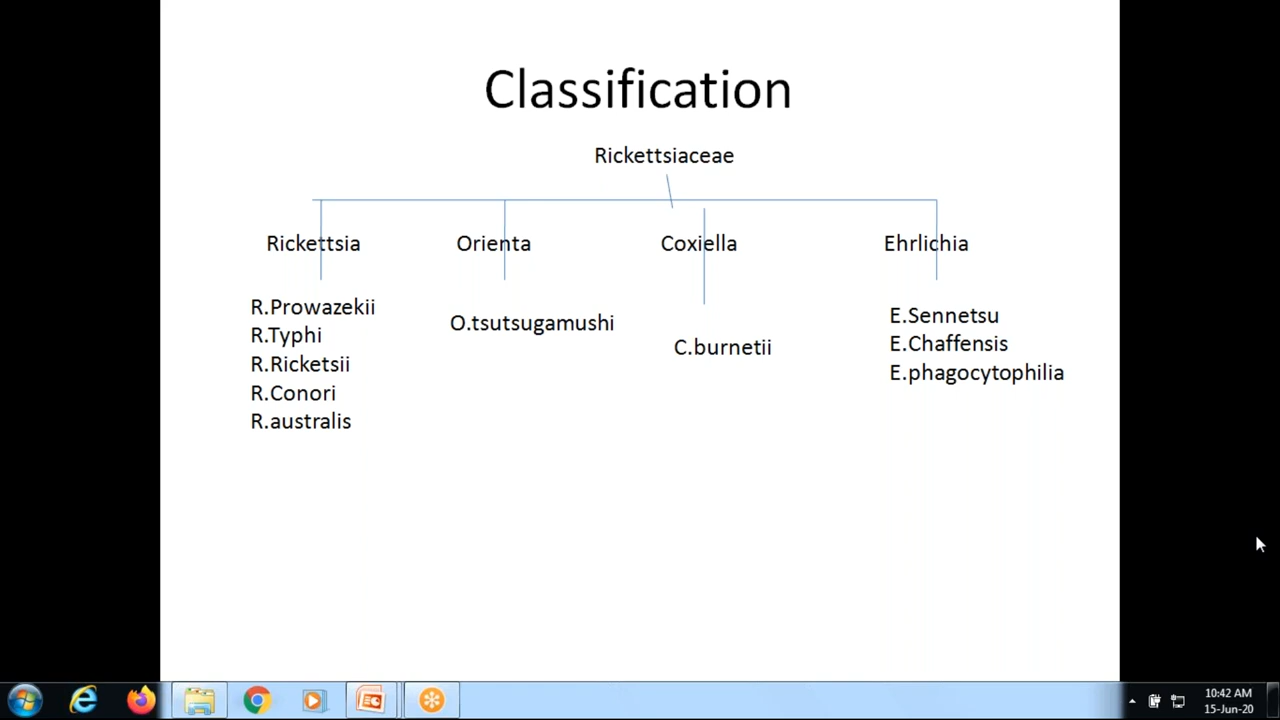 Classification
Rickettsiaceae
Rickettsia
Orienta
Coxiella
Ehrlichia
R.Prowazekii
R.Typhi
R.Ricketsii
R.Conori
R.australis
O.tsutsugamushi
C.burnetii
E.Sennetsu
E.Chaffensis
E.phagocytophilia
10:42 AM
15-Jun-20